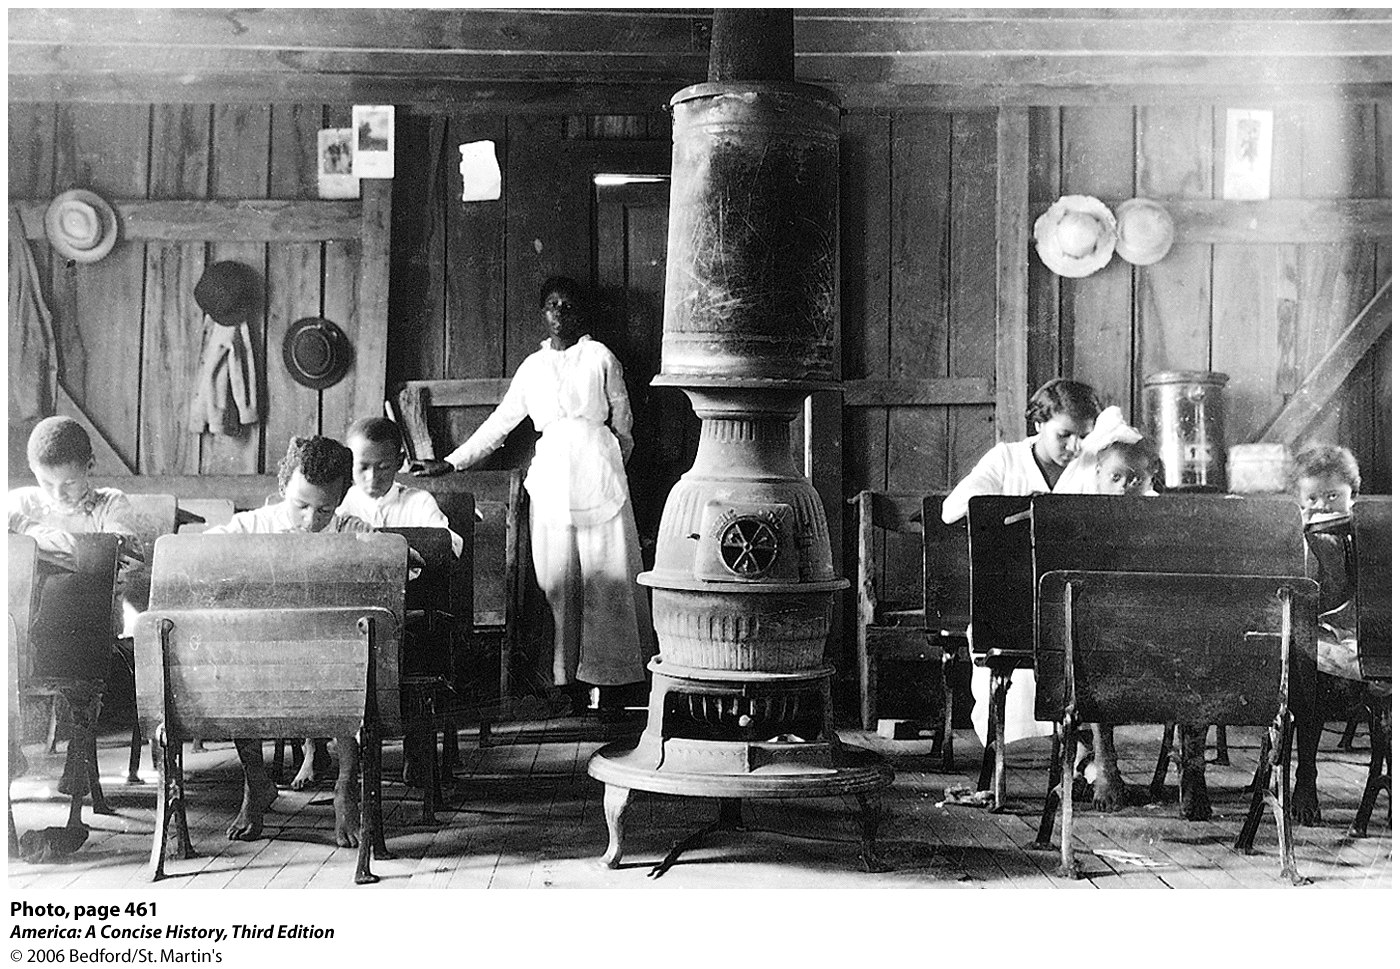 Photo, page 461
America: A Concise History, Third Edition
© 2006 Bedford/St. Martin's